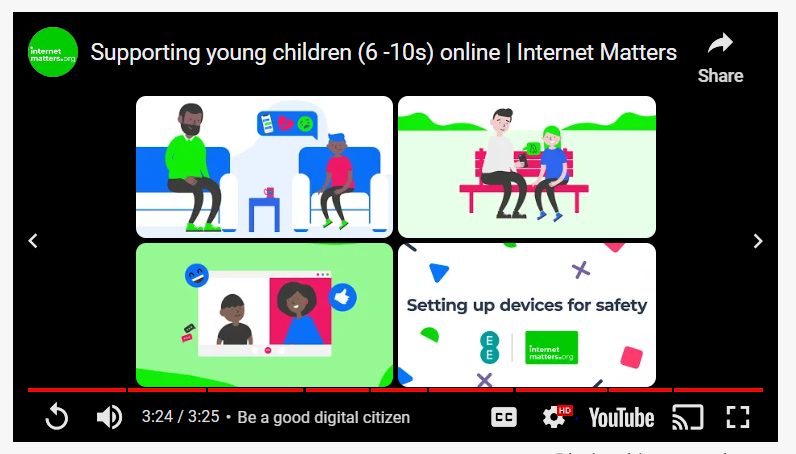 internet
matters.org
Supporting young children (6 -10s) online | Internet Matters
Share
Setting up devices for safety
E
E
internet
matters.org
3:24 / 3:25 • Be a good digital citizen
CC
HD
YouTube